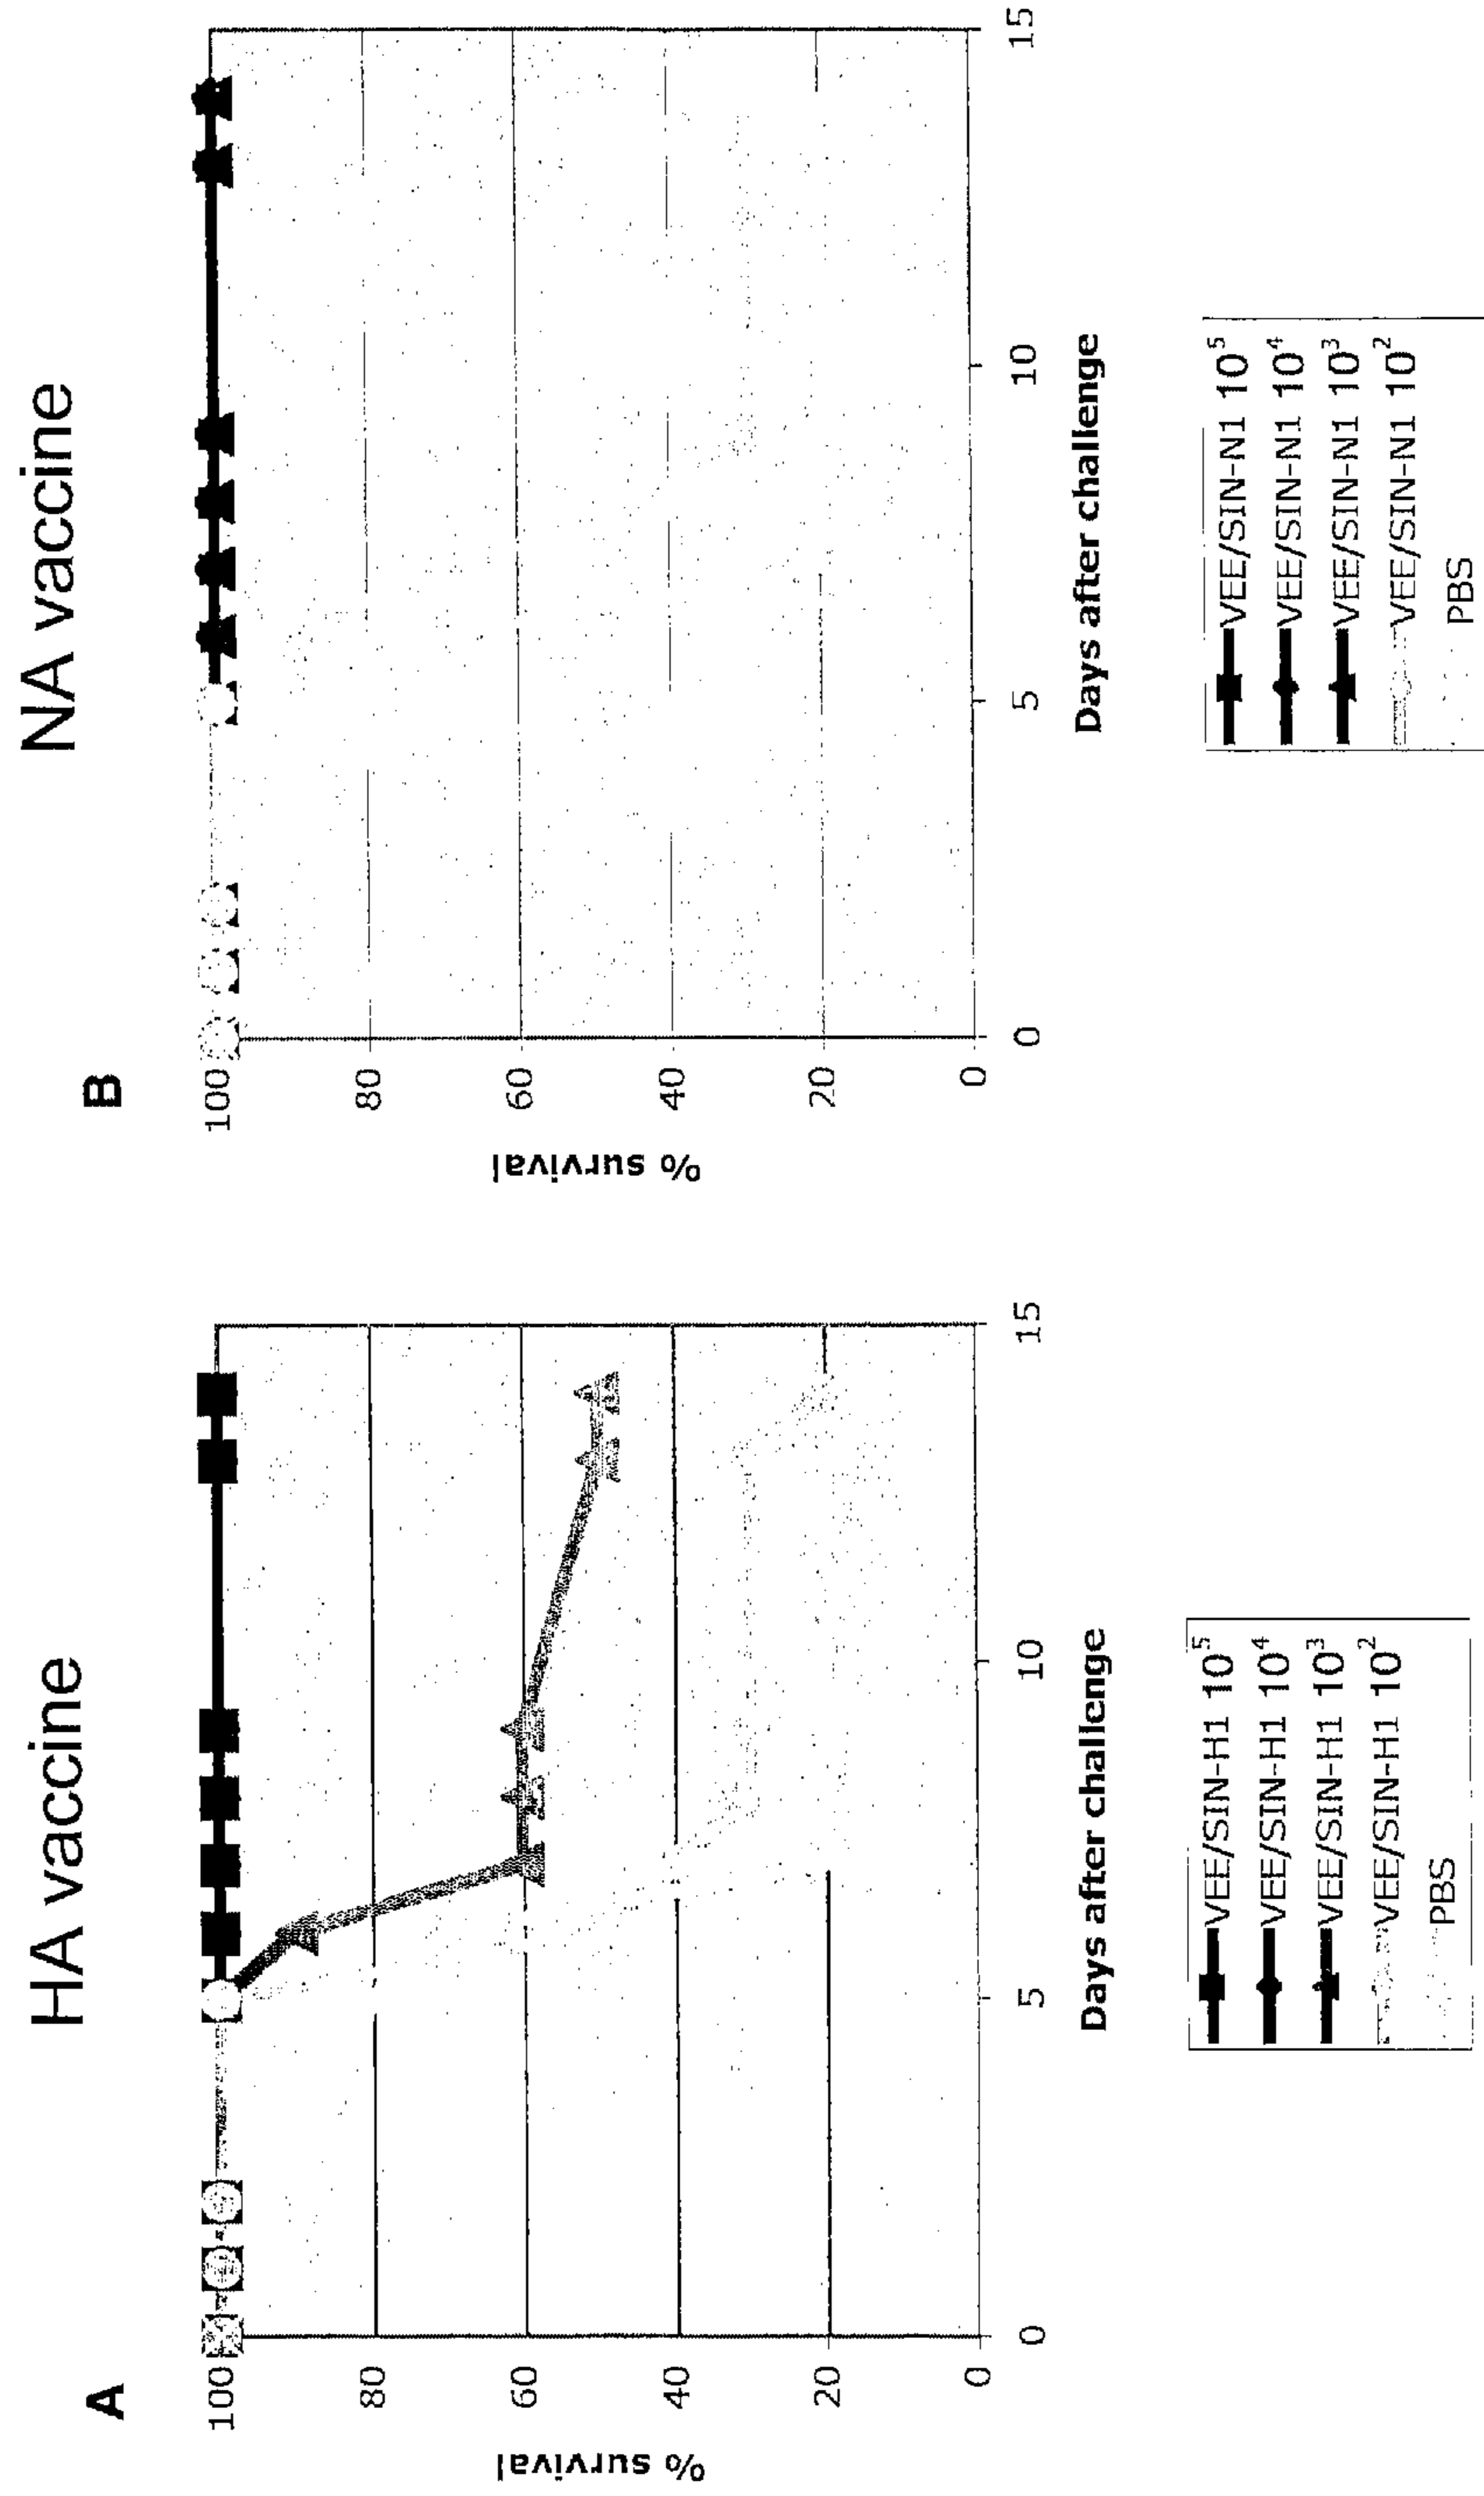 A
HA vaccine
% survival
100
80
60
40
20
0
0
5
10
15
Days after challenge
VEE/SIN-H1 10⁵
VEE/SIN-H1 10⁴
VEE/SIN-H1 10³
VEE/SIN-H1 10²
PBS
B
NA vaccine
% survival
100
80
60
40
20
0
0
5
10
15
Days after challenge
VEE/SIN-N1 10⁵
VEE/SIN-N1 10⁴
VEE/SIN-N1 10³
VEE/SIN-N1 10²
PBS